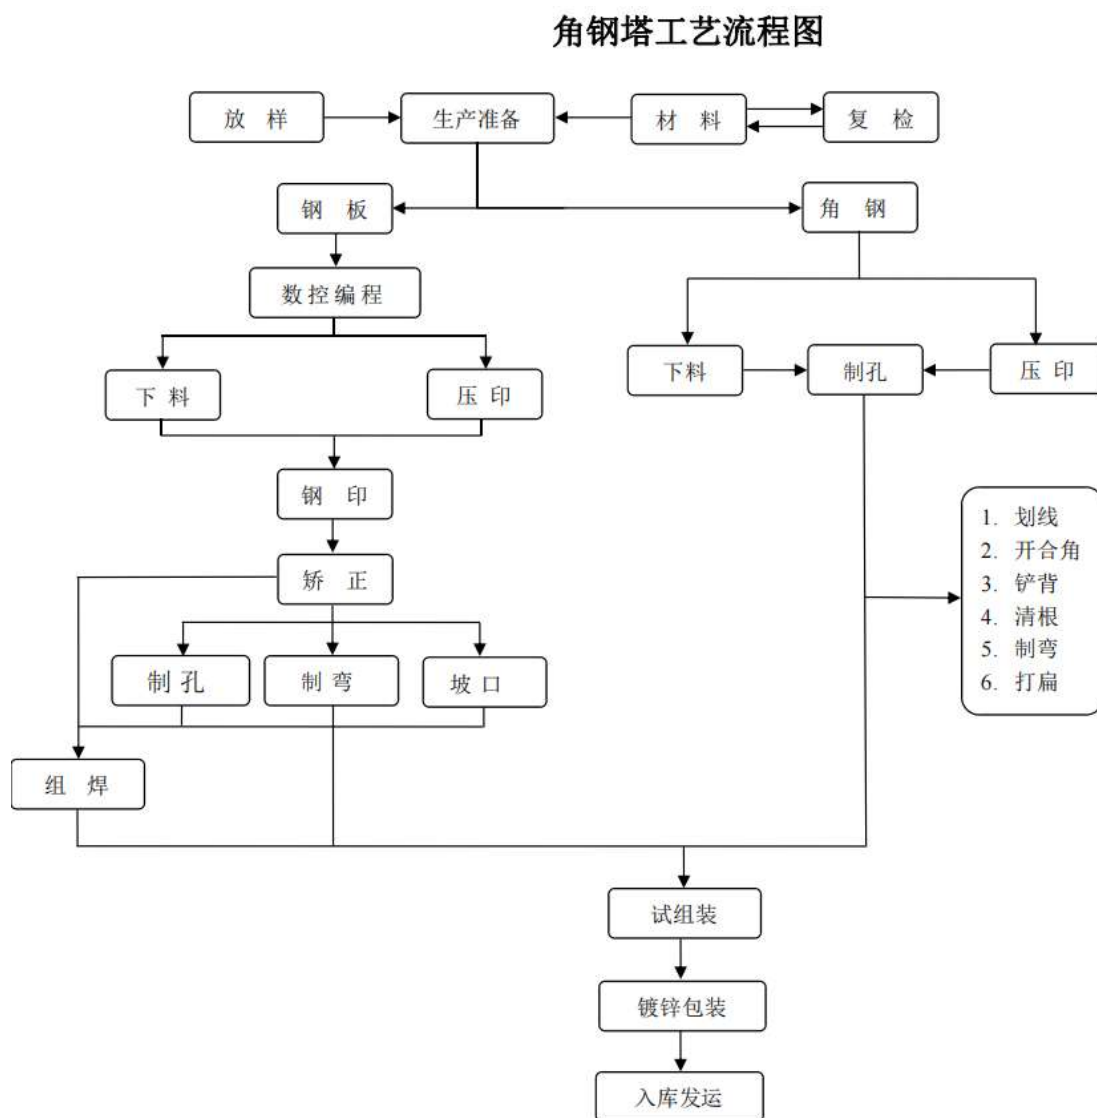 角钢塔工艺流程图
放 样
生产准备
材 料
复 检
钢 板
角 钢
数控编程
下料
制孔
压 印
下 料
压 印
钢 印
1. 划线
2. 开合角
3. 铲背
4. 清根
5. 制弯
6. 打扁
矫 正
制 孔
制 弯
坡 口
组 焊
试组装
镀锌包装
入库发运